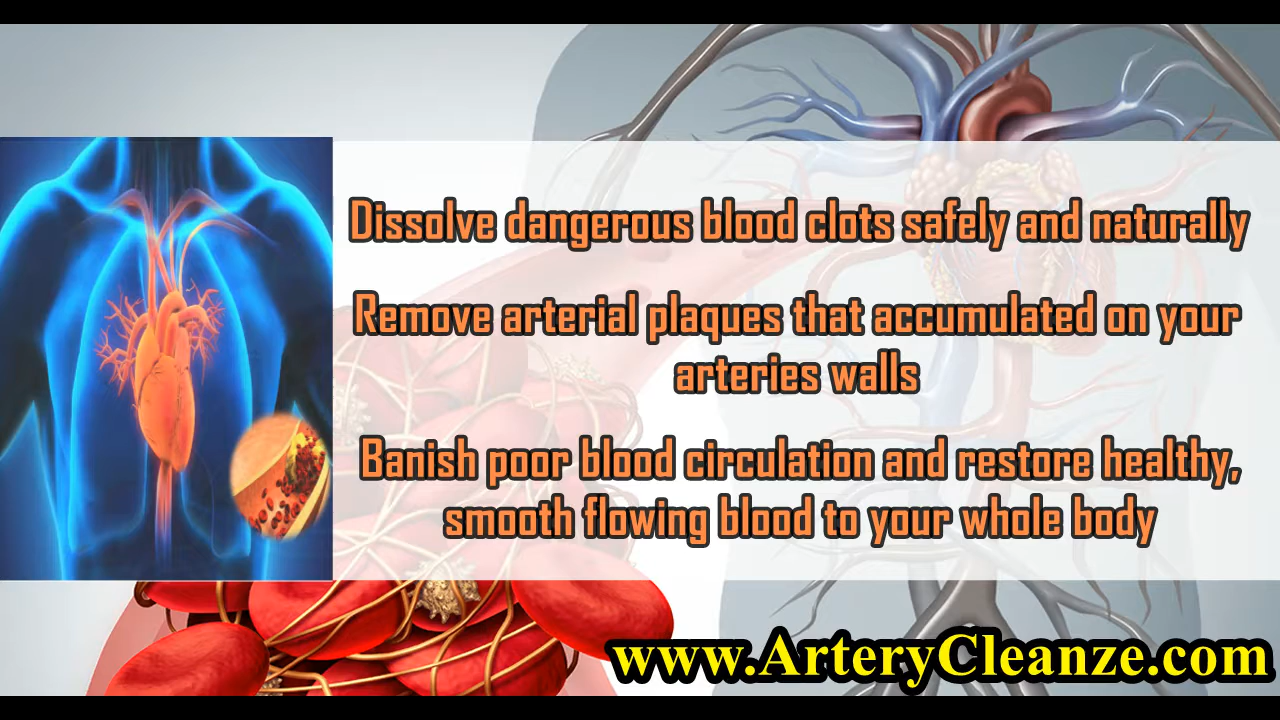 Dissolve dangerous blood clots safely and naturally
Remove arterial plaques that accumulated on your
arteries walls
Banish poor blood circulation and restore healthy,
smooth flowing blood to your whole body
www.ArteryCleanze.com